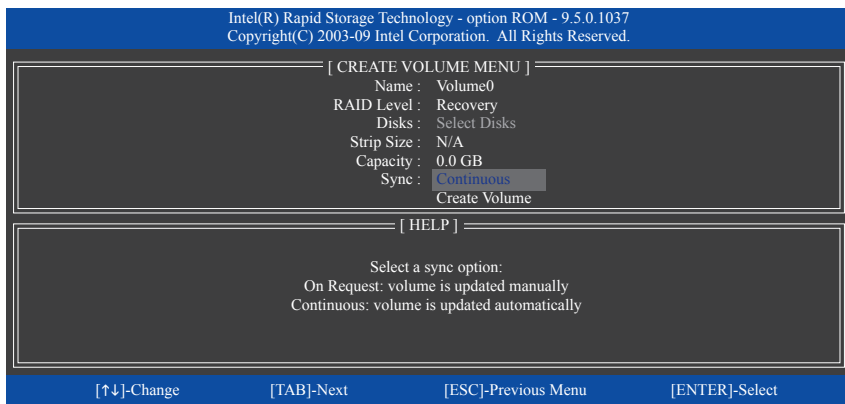 Intel(R) Rapid Storage Technology - option ROM - 9.5.0.1037
Copyright(C) 2003-09 Intel Corporation. All Rights Reserved.
[ CREATE VOLUME MENU ]
Name : Volume0
RAID Level : Recovery
Disks : Select Disks
Strip Size : N/A
Capacity : 0.0 GB
Sync : Continuous
Create Volume
[ HELP ]
Select a sync option:
On Request: volume is updated manually
Continuous: volume is updated automatically
[↑↓]-Change [TAB]-Next [ESC]-Previous Menu [ENTER]-Select